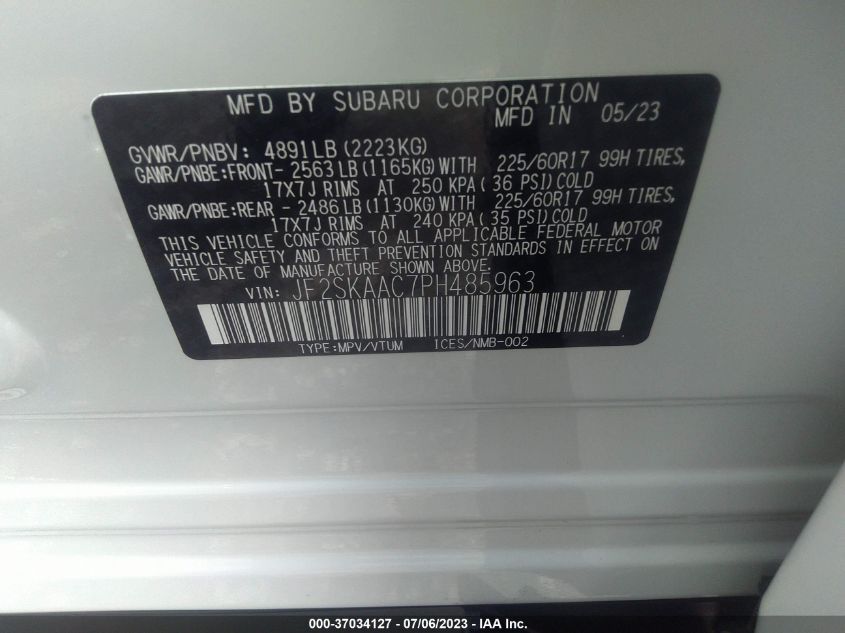 MFD BY SUBARU CORPORATION
MFD IN 05/23
GVWR/PNBV: 4891LB(2223KG)
GAWR/PNBE:FRONT- 2563LB(1165KG)WITH 225/60R17 99H TIRES,
17X7J RIMS AT 250 KPA( 36 PSI)COLD
GAWR/PNBE:REAR - 2486LB(1130KG)WITH 225/60R17 99H TIRES,
17X7J RIMS AT 240 KPA( 35 PSI)COLD
THIS VEHICLE CONFORMS TO ALL APPLICABLE FEDERAL MOTOR
VEHICLE SAFETY AND THEFT PREVENTION STANDARDS IN EFFECT ON
THE DATE OF MANUFACTURE SHOWN ABOVE.
VIN: JF2SKAAC7PH485963
TYPE:MPV/VTUM ICES/NMB-002
000-37034127 - 07/06/2023 - IAA Inc.